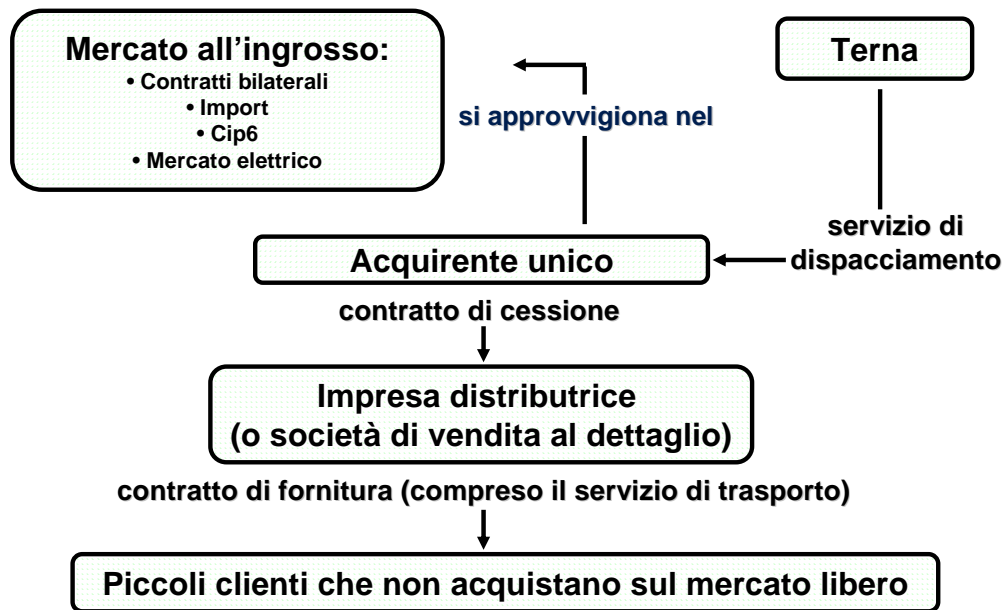 Mercato all’ingrosso:
• Contratti bilaterali
• Import
• Cip6
• Mercato elettrico
Terna
si approvvigiona nel
servizio di
dispacciamento
Acquirente unico
contratto di cessione
Impresa distributrice
(o società di vendita al dettaglio)
contratto di fornitura (compreso il servizio di trasporto)
Piccoli clienti che non acquistano sul mercato libero